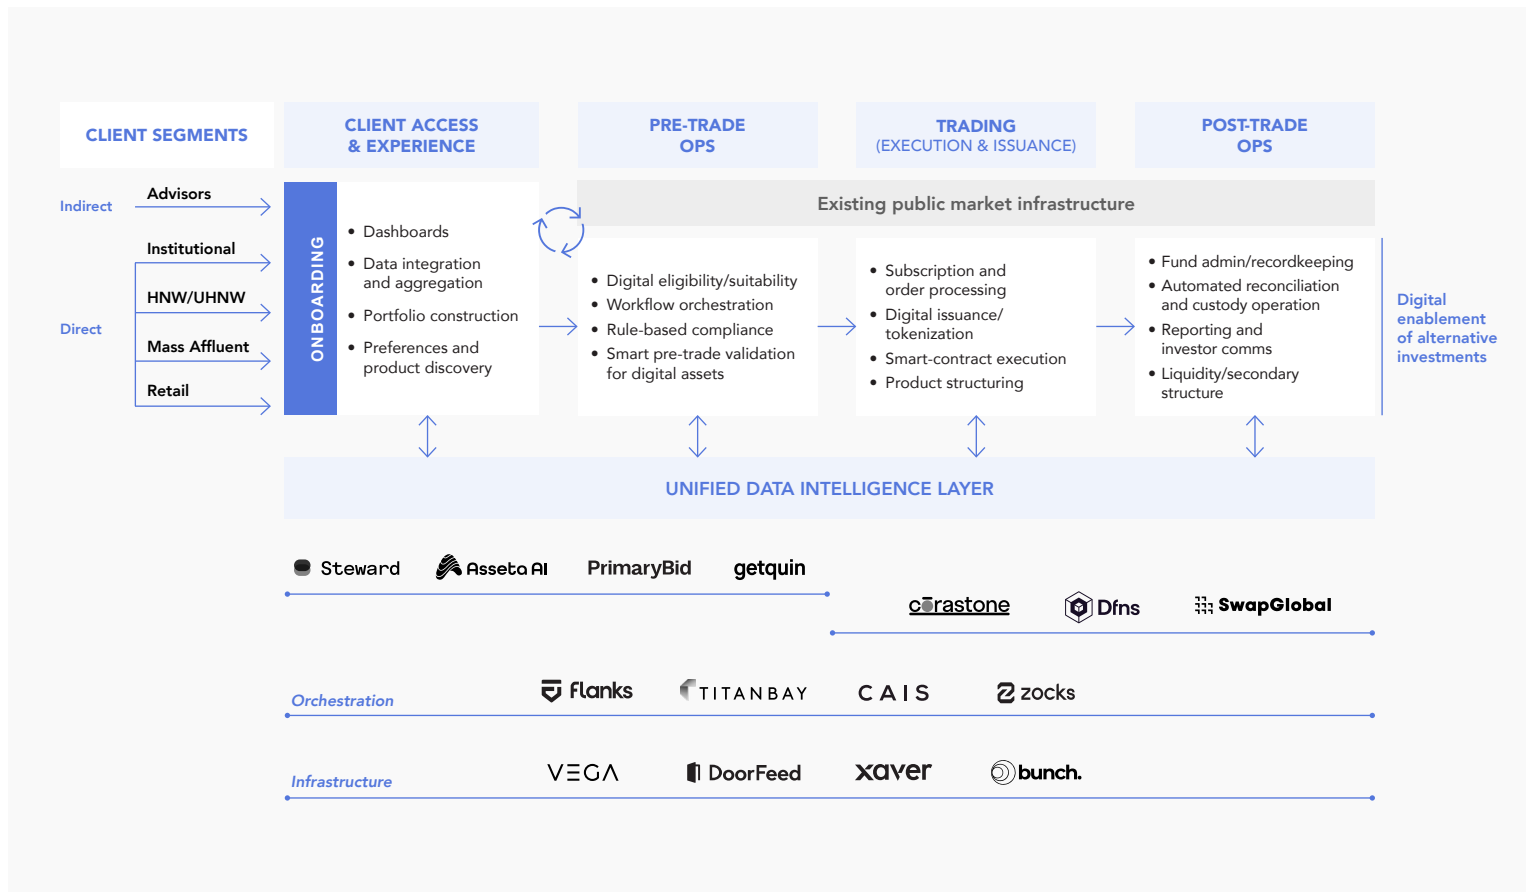 CLIENT SEGMENTS
CLIENT ACCESS
& EXPERIENCE
PRE-TRADE
OPS
TRADING
(EXECUTION & ISSUANCE)
POST-TRADE
OPS
Indirect
Advisors
Direct
Institutional
HNW/UHNW
Mass Affluent
Retail
ONBOARDING
• Dashboards
• Data integration
and aggregation
• Portfolio construction
• Preferences and
product discovery
Existing public market infrastructure
• Digital eligibility/suitability
• Workflow orchestration
• Rule-based compliance
• Smart pre-trade validation
for digital assets
• Subscription and
order processing
• Digital issuance/
tokenization
• Smart-contract execution
• Product structuring
• Fund admin/recordkeeping
• Automated reconciliation
and custody operation
• Reporting and
investor comms
• Liquidity/secondary
structure
Digital
enablement
of alternative
investments
UNIFIED DATA INTELLIGENCE LAYER
Steward
Asseta AI
PrimaryBid
getquin
cōrastone
Dfns
SwapGlobal
Orchestration
flanks
TITANBAY
CAIS
zocks
Infrastructure
VEGA
DoorFeed
xaver
bunch.